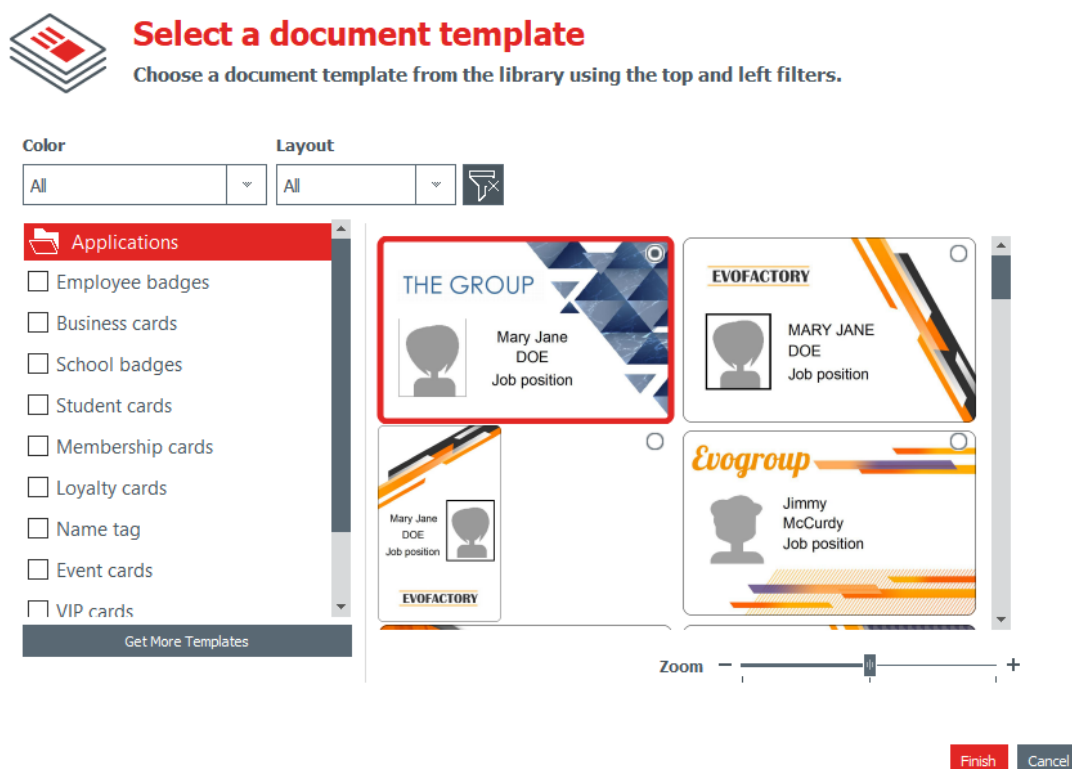 Select a document template
Choose a document template from the library using the top and left filters.
Color
Layout
All
All
Applications
Employee badges
Business cards
School badges
Student cards
Membership cards
Loyalty cards
Name tag
Event cards
VIP cards
Get More Templates
THE GROUP
Mary Jane
DOE
Job position
EVOFACTORY
MARY JANE
DOE
Job position
Mary Jane
DOE
Job position
EVOFACTORY
Evogroup
Jimmy
McCurdy
Job position
Zoom
Finish
Cancel